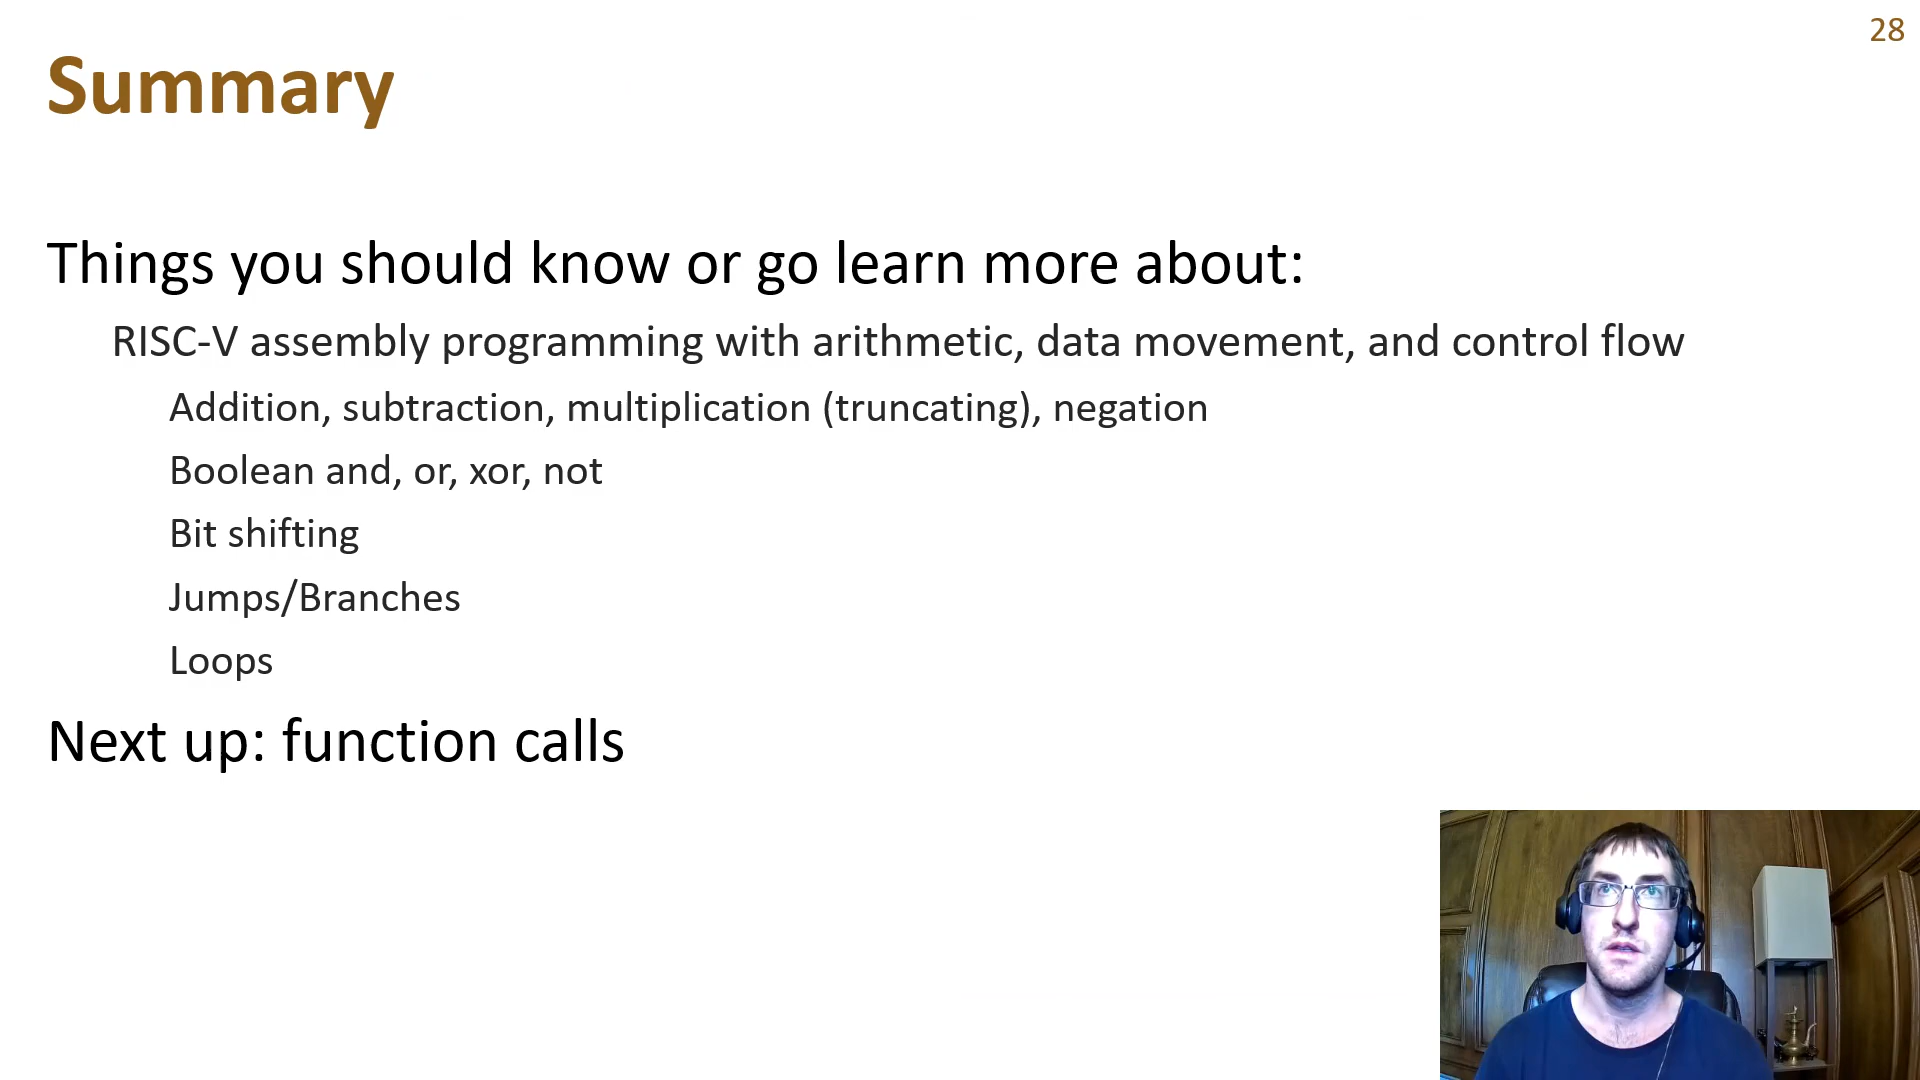 28
Summary
Things you should know or go learn more about:
RISC-V assembly programming with arithmetic, data movement, and control flow
Addition, subtraction, multiplication (truncating), negation
Boolean and, or, xor, not
Bit shifting
Jumps/Branches
Loops
Next up: function calls